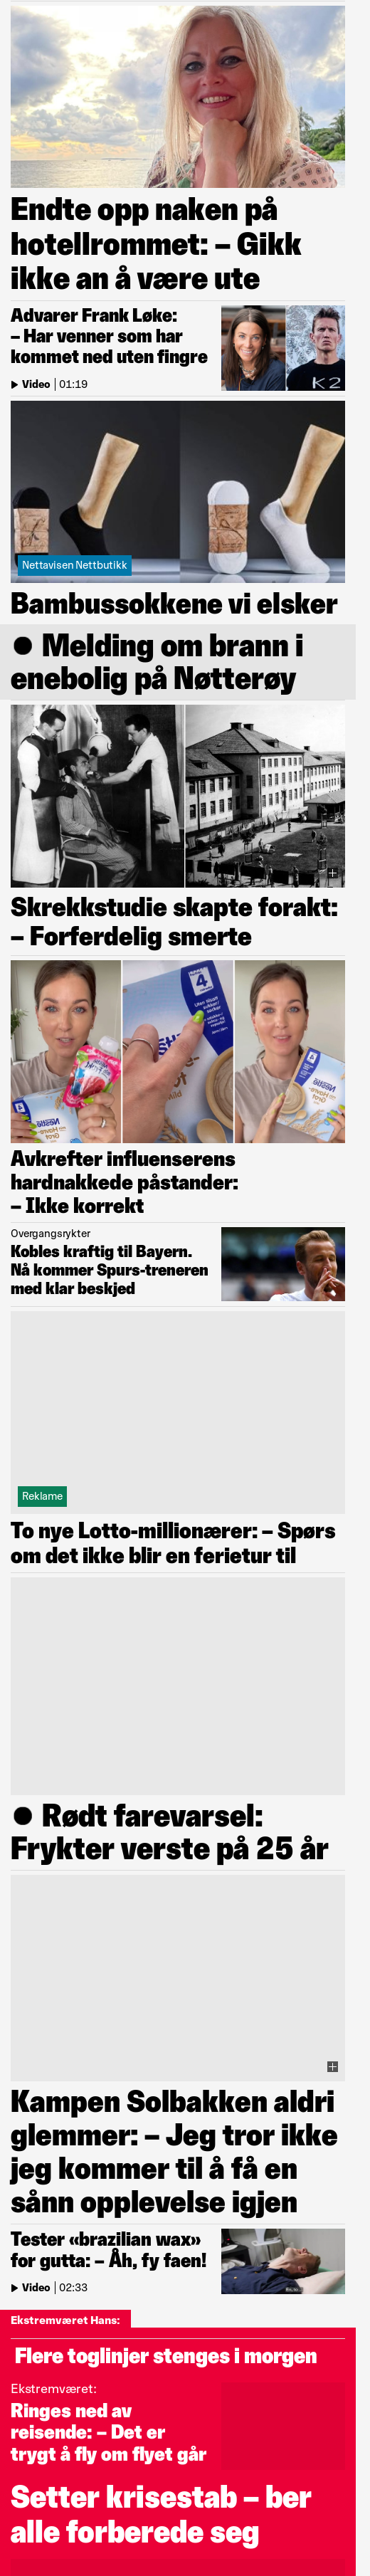 Endte opp naken på
hotellrommet: – Gikk
ikke an å være ute
Advarer Frank Løke:
– Har venner som har
kommet ned uten fingre
Video | 01:19
K2
Nettavisen Nettbutikk
Bambussokkene vi elsker
● Melding om brann i
enebolig på Nøtterøy
Skrekkstudie skapte forakt:
– Forferdelig smerte
4
Avkrefter influenserens
hardnakkede påstander:
– Ikke korrekt
Overgangsrykter
Kobles kraftig til Bayern.
Nå kommer Spurs-treneren
med klar beskjed
Reklame
To nye Lotto-millionærer: – Spørs
om det ikke blir en ferietur til
● Rødt farevarsel:
Frykter verste på 25 år
Kampen Solbakken aldri
glemmer: – Jeg tror ikke
jeg kommer til å få en
sånn opplevelse igjen
Tester «brazilian wax»
for gutta: – Åh, fy faen!
Video | 02:33
Ekstremværet Hans:
Flere toglinjer stenges i morgen
Ekstremværet:
Ringes ned av
reisende: – Det er
trygt å fly om flyet går
Setter krisestab – ber
alle forberede seg